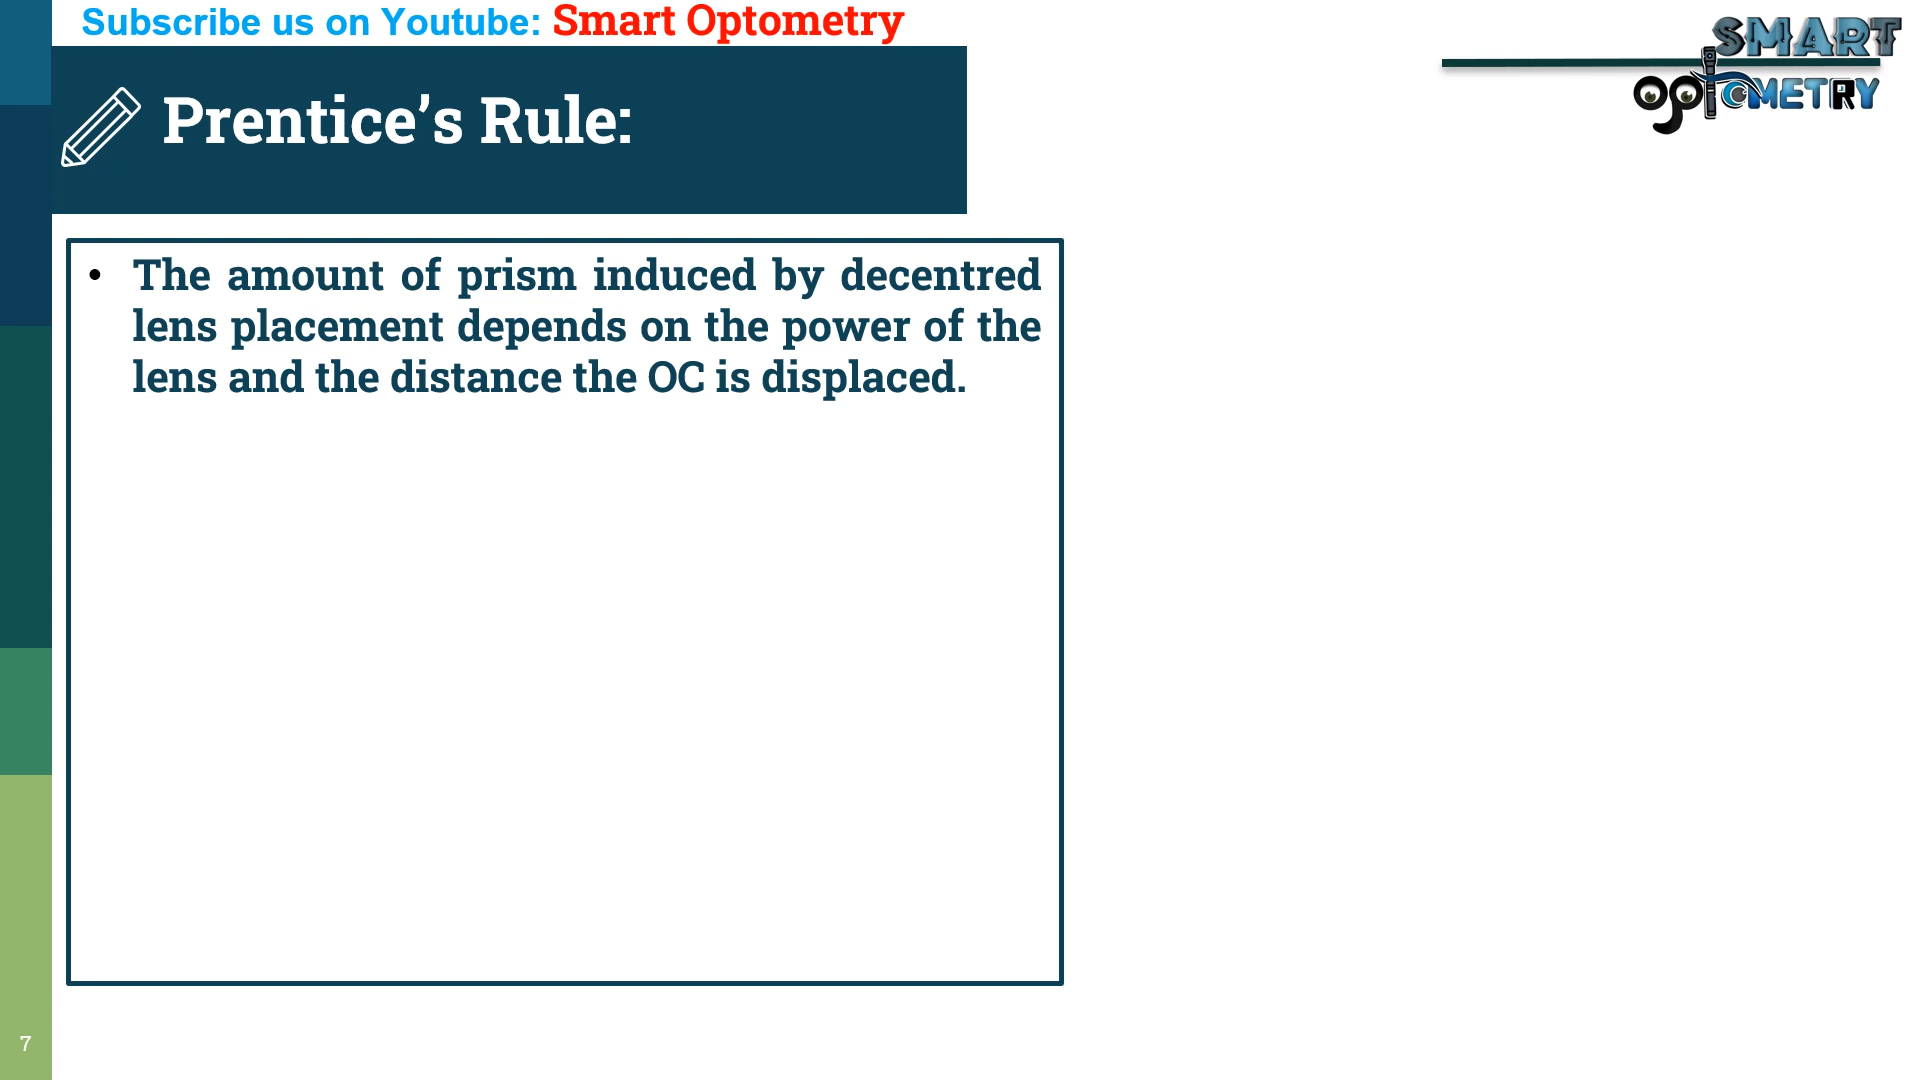 Subscribe us on Youtube: Smart Optometry
SMART
OptOMETRY
Prentice’s Rule:
• The amount of prism induced by decentred
lens placement depends on the power of the
lens and the distance the OC is displaced.
7